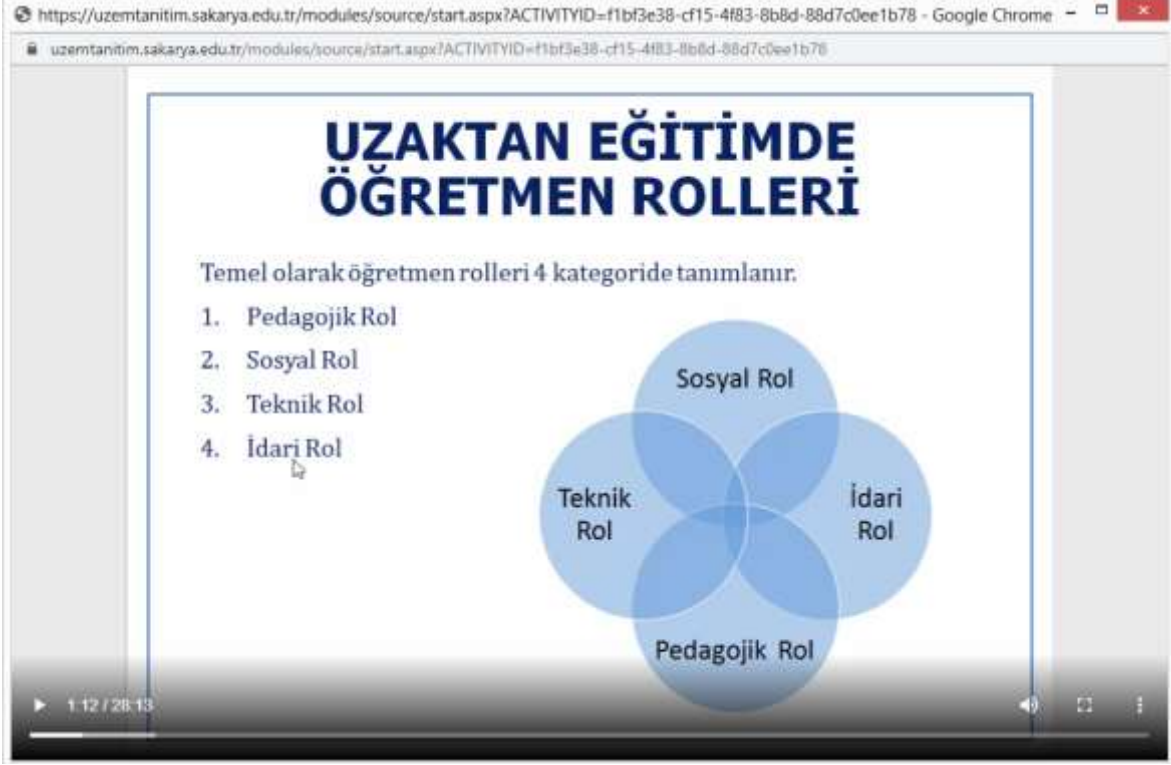 https://uzemtanitim.sakarya.edu.tr/modules/source/start.aspx?ACTIVITYID=f1bf3e38-cf15-4f83-8b8d-88d7c0ee1b78 - Google Chrome
uzemtanitim.sakarya.edu.tr/modules/source/start.aspx?ACTIVITYID=f1bf3e38-cf15-4f83-8b8d-88d7c0ee1b78
UZAKTAN EĞİTİMDE
ÖĞRETMEN ROLLERİ
Temel olarak öğretmen rolleri 4 kategoride tanımlanır.
1. Pedagojik Rol
2. Sosyal Rol
3. Teknik Rol
4. İdari Rol
Sosyal Rol
Teknik
Rol
İdari
Rol
Pedagojik Rol
1:12 / 28:13